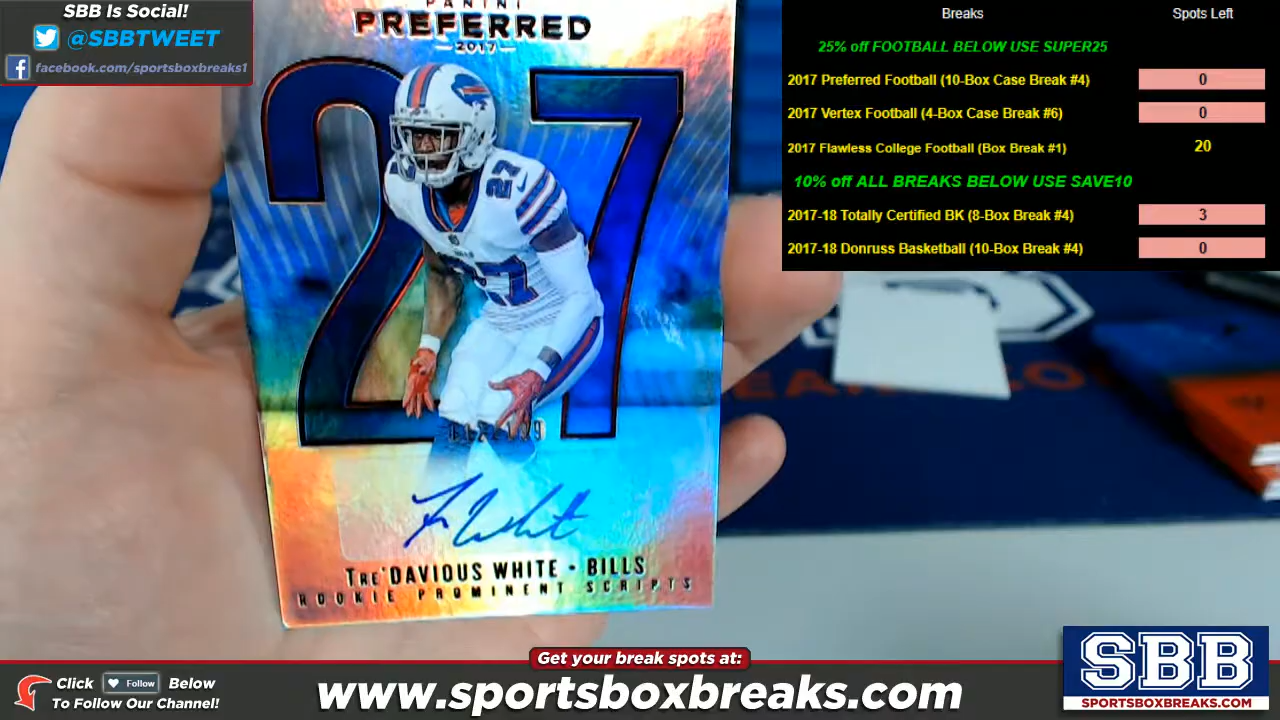 SBB Is Social!
@SBBTWEET
facebook.com/sportsboxbreaks1
PANINI
PREFERRED
2017
27
27
27
TRE'DAVIOUS WHITE • BILLS
ROOKIE PROMINENT SCRIPTS
Breaks Spots Left
25% off FOOTBALL BELOW USE SUPER25
2017 Preferred Football (10-Box Case Break #4) 0
2017 Vertex Football (4-Box Case Break #6) 0
2017 Flawless College Football (Box Break #1) 20
10% off ALL BREAKS BELOW USE SAVE10
2017-18 Totally Certified BK (8-Box Break #4) 3
2017-18 Donruss Basketball (10-Box Break #4) 0
Get your break spots at:
Click Follow Below
To Follow Our Channel!
www.sportsboxbreaks.com
SBB
SPORTSBOXBREAKS.COM